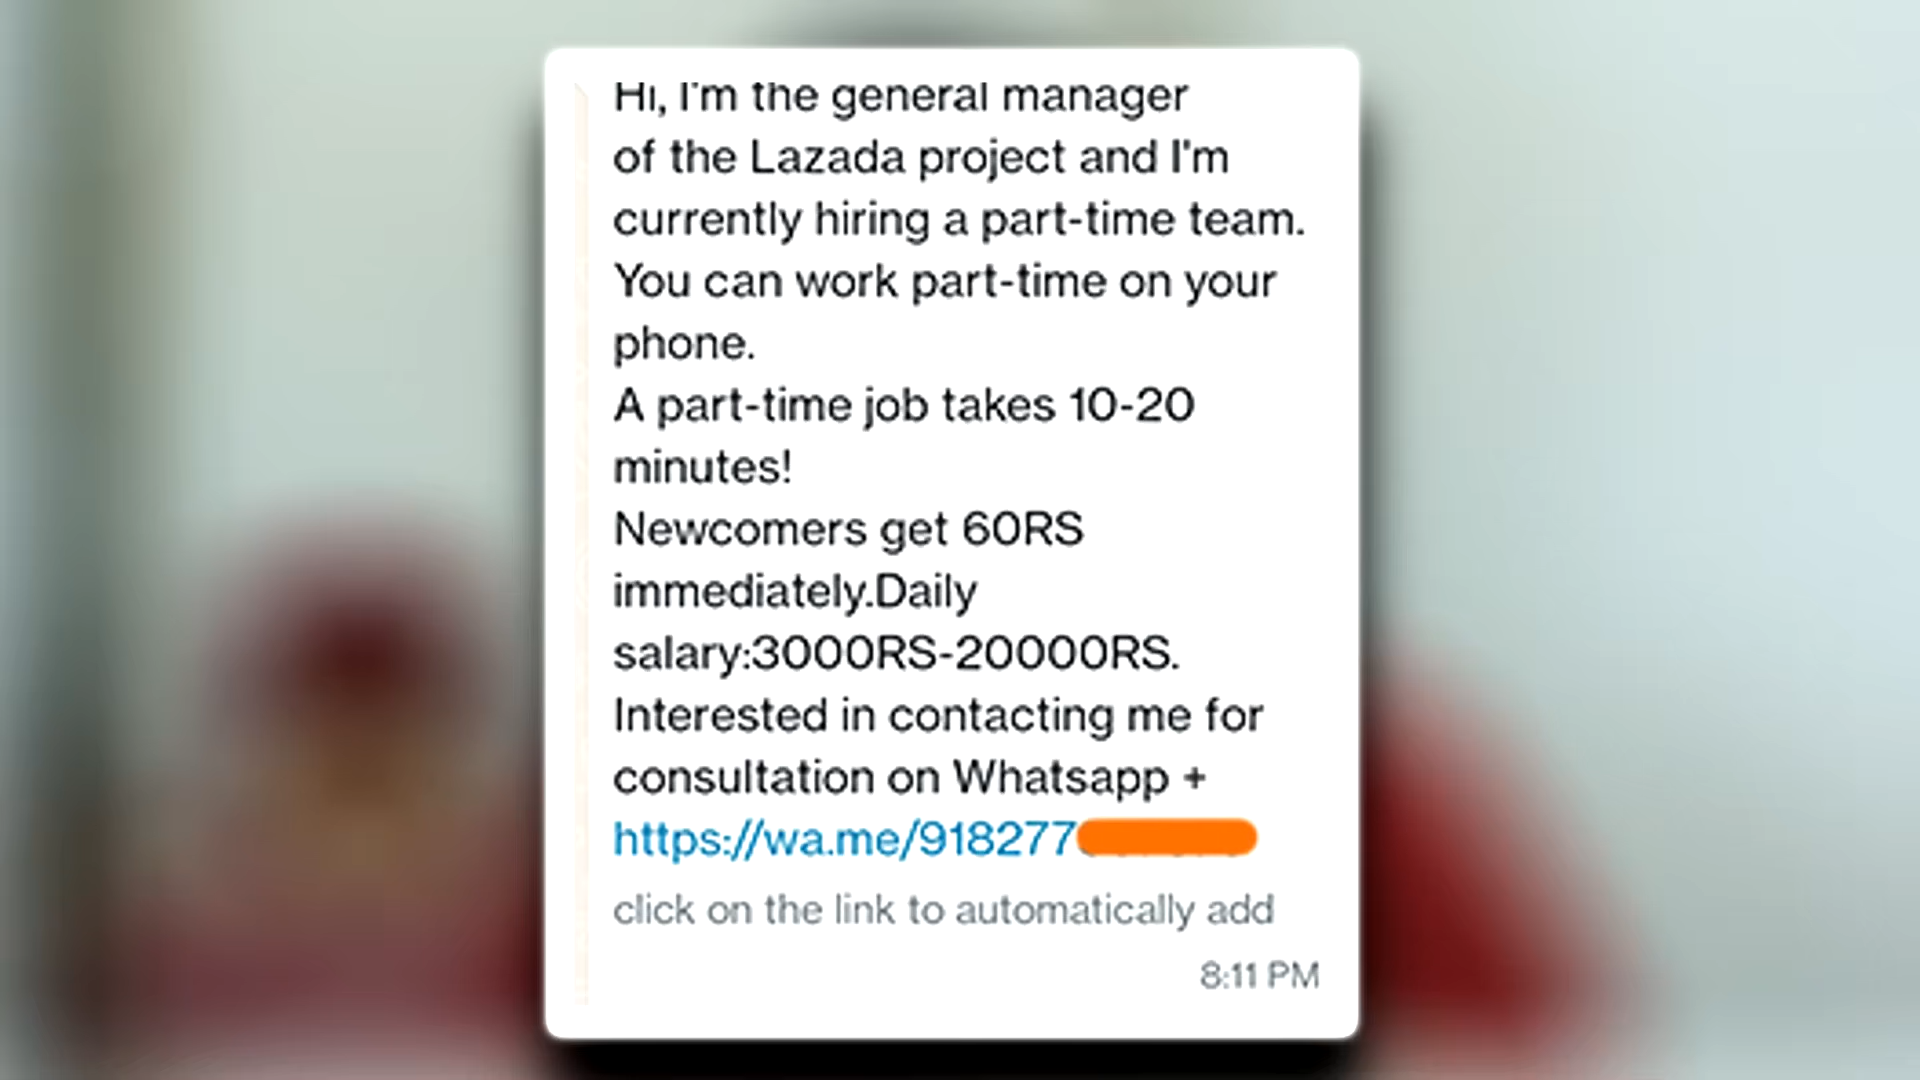 Hi, I'm the general manager
of the Lazada project and I'm
currently hiring a part-time team.
You can work part-time on your
phone.
A part-time job takes 10-20
minutes!
Newcomers get 60RS
immediately.Daily
salary:3000RS-20000RS.
Interested in contacting me for
consultation on Whatsapp +
https://wa.me/918277
click on the link to automatically add
8:11 PM